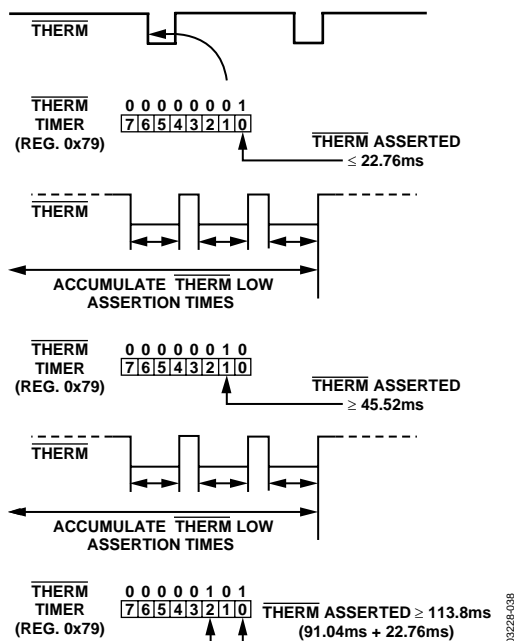 THERM
THERM
TIMER
(REG. 0x79)
0 0 0 0 0 0 0 1
7 6 5 4 3 2 1 0
THERM ASSERTED
≤ 22.76ms
THERM
ACCUMULATE THERM LOW
ASSERTION TIMES
THERM
TIMER
(REG. 0x79)
0 0 0 0 0 0 1 0
7 6 5 4 3 2 1 0
THERM ASSERTED
≥ 45.52ms
THERM
ACCUMULATE THERM LOW
ASSERTION TIMES
THERM
TIMER
(REG. 0x79)
0 0 0 0 0 1 0 1
7 6 5 4 3 2 1 0
THERM ASSERTED ≥ 113.8ms
(91.04ms + 22.76ms)